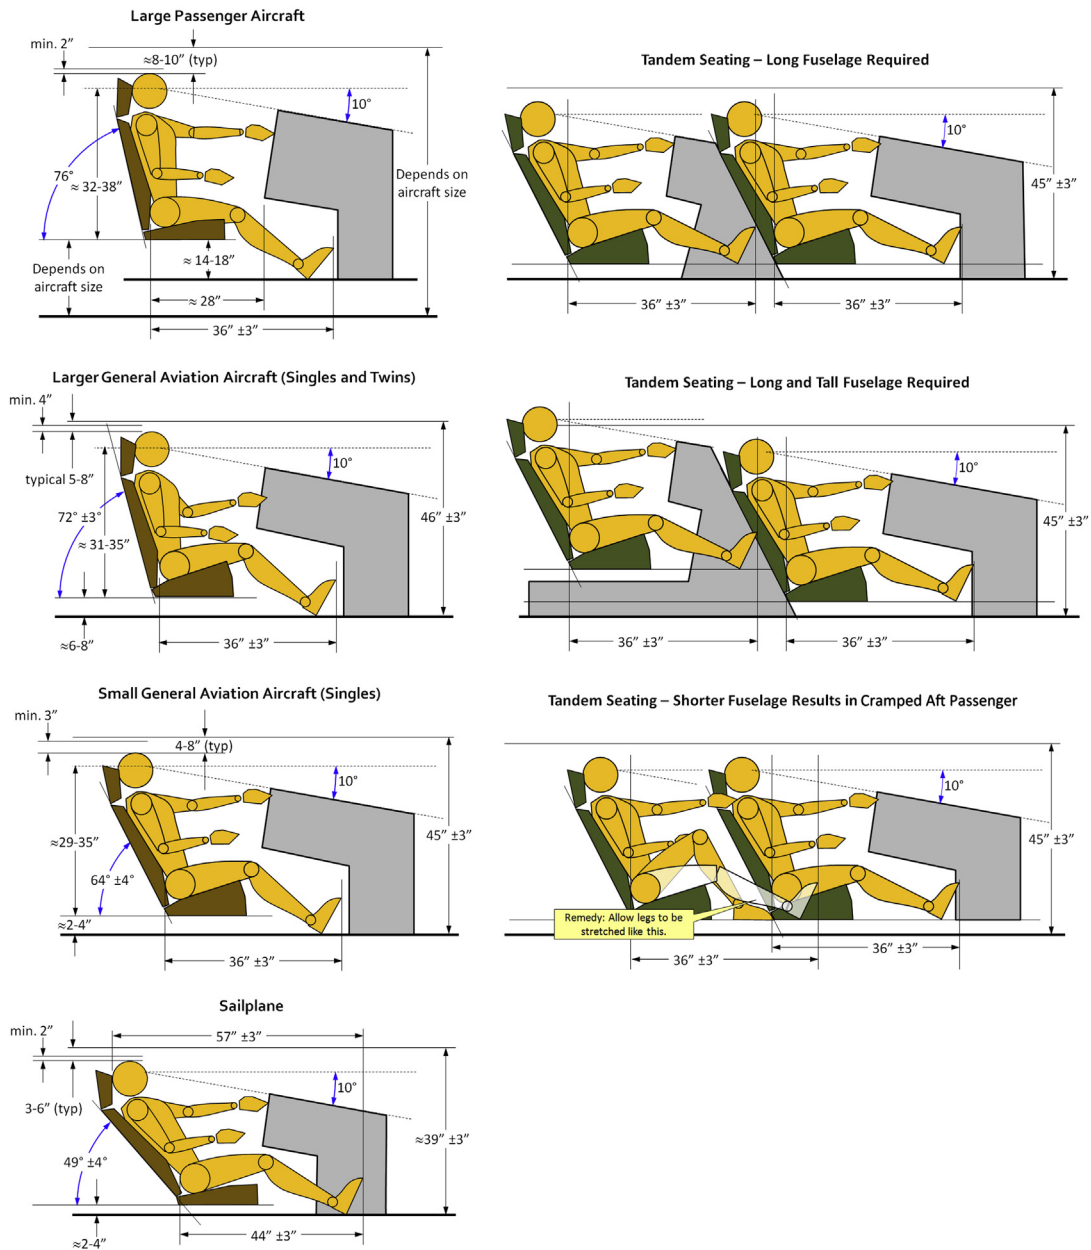 Large Passenger Aircraft
min. 2”
≈8-10” (typ)
10°
76°
≈ 32-38”
Depends on
aircraft size
≈ 14-18”
Depends on
aircraft size
≈ 28”
36” ±3”
Larger General Aviation Aircraft (Singles and Twins)
min. 4”
typical 5-8”
10°
72° ±3°
≈ 31-35”
46” ±3”
≈6-8”
36” ±3”
Small General Aviation Aircraft (Singles)
min. 3”
4-8” (typ)
10°
≈29-35”
45” ±3”
64° ±4°
≈2-4”
36” ±3”
Sailplane
min. 2”
57” ±3”
10°
3-6” (typ)
≈39” ±3”
49° ±4°
44” ±3”
≈2-4”
Tandem Seating – Long Fuselage Required
10°
45” ±3”
36” ±3”
36” ±3”
Tandem Seating – Long and Tall Fuselage Required
10°
45” ±3”
36” ±3”
36” ±3”
Tandem Seating – Shorter Fuselage Results in Cramped Aft Passenger
10°
45” ±3”
Remedy: Allow legs to be
stretched like this.
36” ±3”
36” ±3”